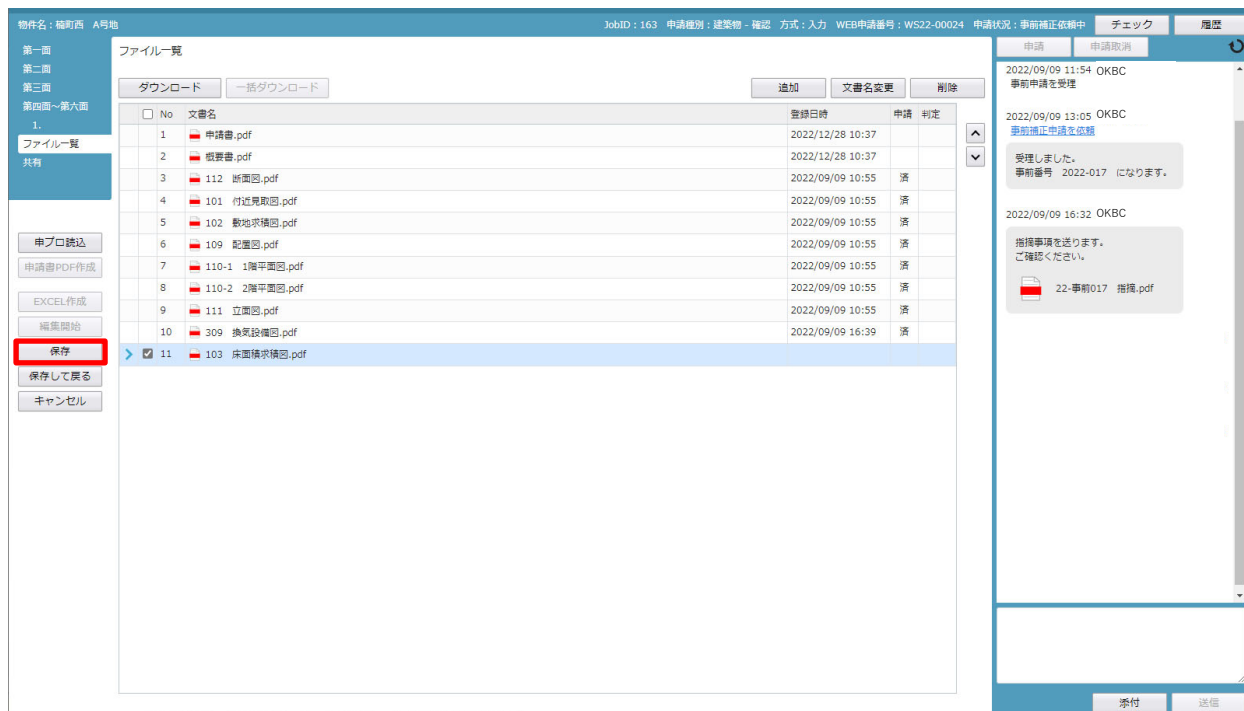 物件名：楠町西　A号地　JobID：163　申請種別：建築物 - 確認　方式：入力　WEB申請番号：WS22-00024　申請状況：事前補正依頼中　チェック　履歴
第一面
第二面
第三面
第四面～第六面
1.
ファイル一覧
共有
申プロ読込
申請書PDF作成
EXCEL作成
編集開始
保存
保存して戻る
キャンセル
ファイル一覧
ダウンロード　一括ダウンロード　追加　文書名変更　削除
No　文書名　登録日時　申請　判定
1　申請書.pdf　2022/12/28 10:37
2　概要書.pdf　2022/12/28 10:37
3　112　断面図.pdf　2022/09/09 10:55　済
4　101　付近見取図.pdf　2022/09/09 10:55　済
5　102　敷地求積図.pdf　2022/09/09 10:55　済
6　109　配置図.pdf　2022/09/09 10:55　済
7　110-1　1階平面図.pdf　2022/09/09 10:55　済
8　110-2　2階平面図.pdf　2022/09/09 10:55　済
9　111　立面図.pdf　2022/09/09 10:55　済
10　309　換気設備図.pdf　2022/09/09 16:39　済
11　103　床面積求積図.pdf
申請　申請取消
2022/09/09 11:54 OKBC
事前申請を受理
2022/09/09 13:05 OKBC
事前補正申請を依頼
受理しました。
事前番号　2022-017　になります。
2022/09/09 16:32 OKBC
指摘事項を送ります。
ご確認ください。
22-事前017　指摘.pdf
添付　送信